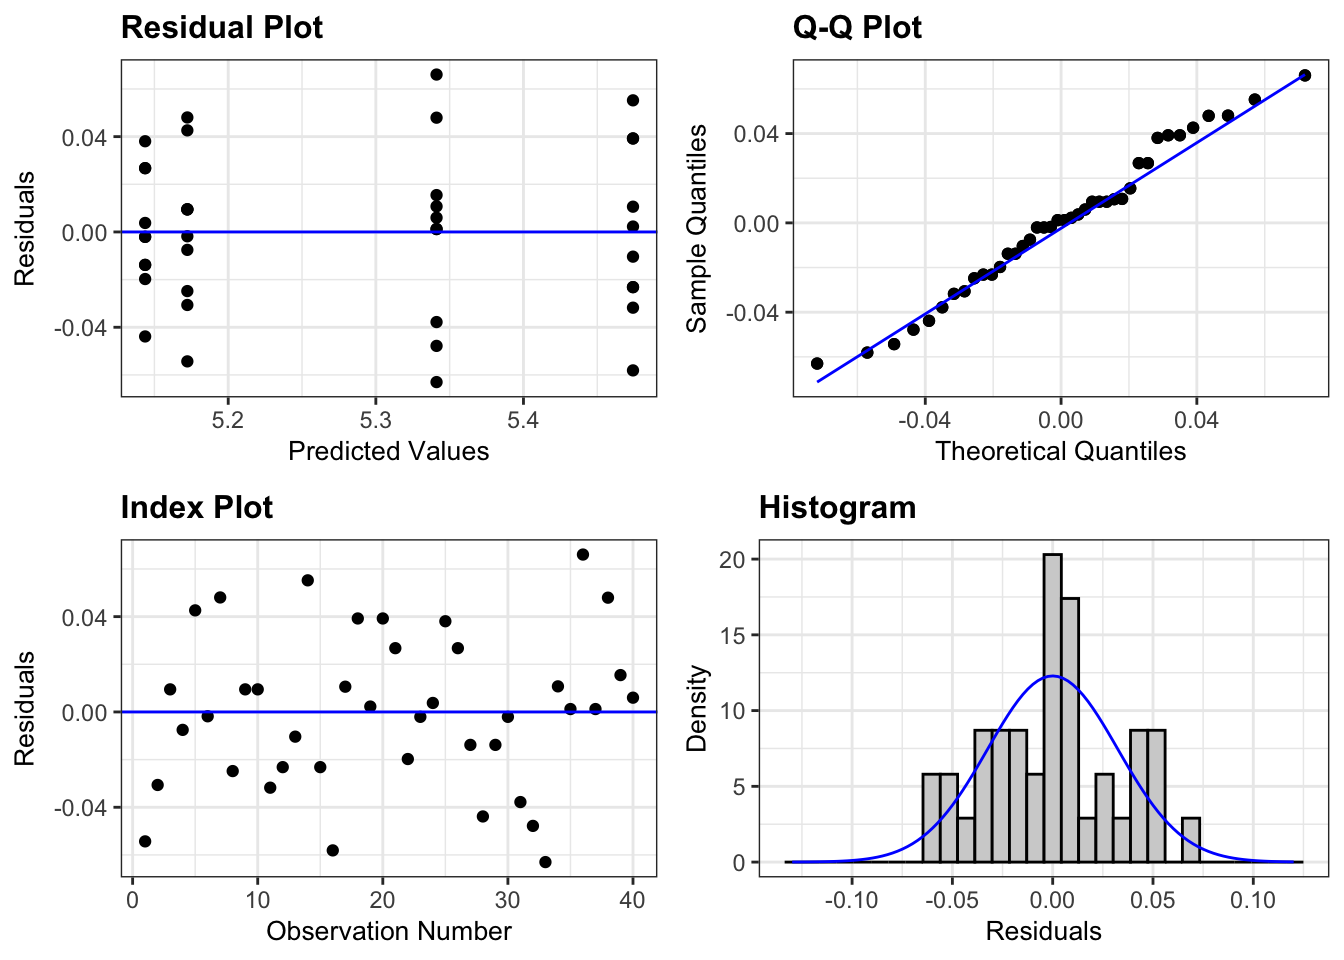 Residual Plot
Residuals
0.04
0.00
-0.04
5.2 5.3 5.4
Predicted Values
Q-Q Plot
Sample Quantiles
0.04
0.00
-0.04
-0.04 0.00 0.04
Theoretical Quantiles
Index Plot
Residuals
0.04
0.00
-0.04
0 10 20 30 40
Observation Number
Histogram
Density
20
15
10
5
0
-0.10 -0.05 0.00 0.05 0.10
Residuals